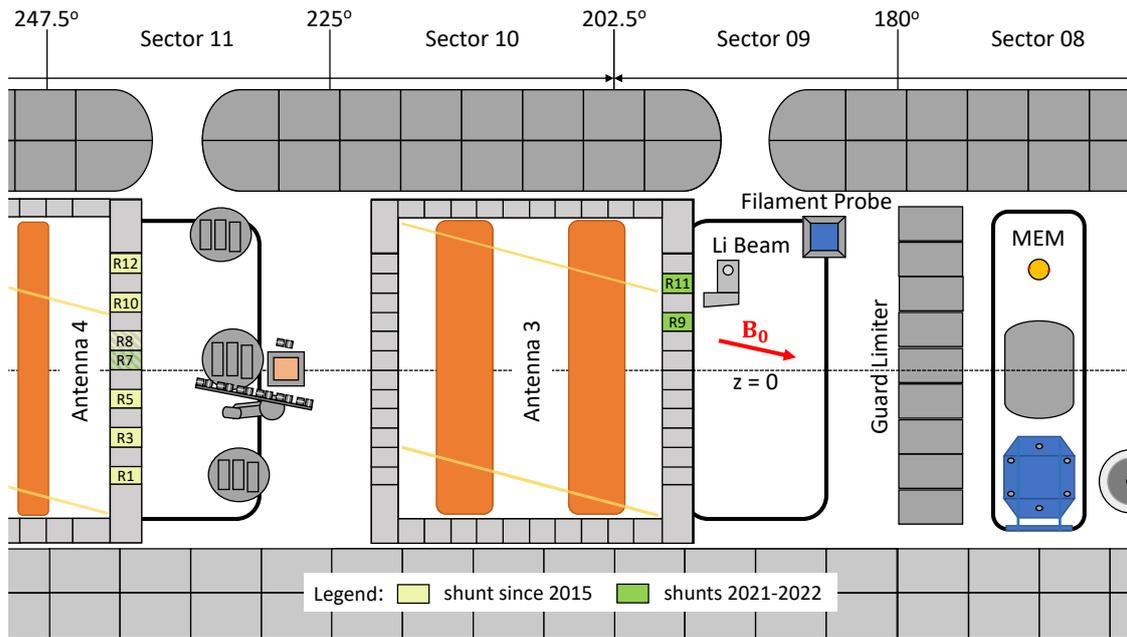 247.5°
225°
202.5°
180°
Sector 11
Sector 10
Sector 09
Sector 08
Filament Probe
Li Beam
MEM
R12
R10
R8
R7
R5
R3
R1
Antenna 4
Antenna 3
R11
R9
B₀
z = 0
Guard Limiter
Legend:
shunt since 2015
shunts 2021-2022